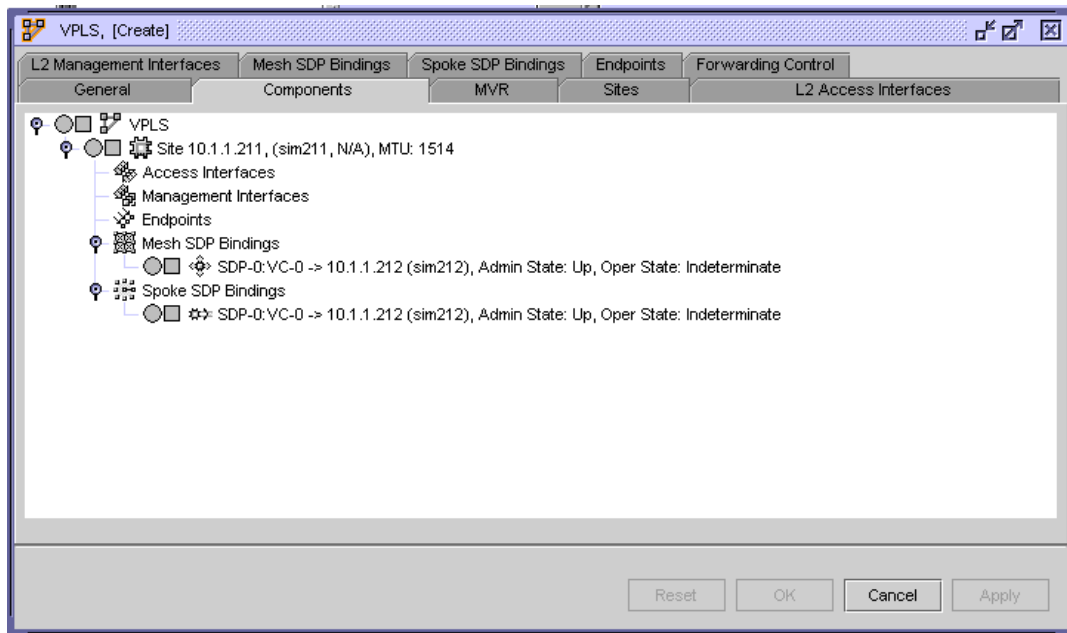 VPLS, [Create]
L2 Management Interfaces Mesh SDP Bindings Spoke SDP Bindings Endpoints Forwarding Control
General Components MVR Sites L2 Access Interfaces
VPLS
Site 10.1.1.211, (sim211, N/A), MTU: 1514
Access Interfaces
Management Interfaces
Endpoints
Mesh SDP Bindings
SDP-0:VC-0 -> 10.1.1.212 (sim212), Admin State: Up, Oper State: Indeterminate
Spoke SDP Bindings
SDP-0:VC-0 -> 10.1.1.212 (sim212), Admin State: Up, Oper State: Indeterminate
Reset OK Cancel Apply